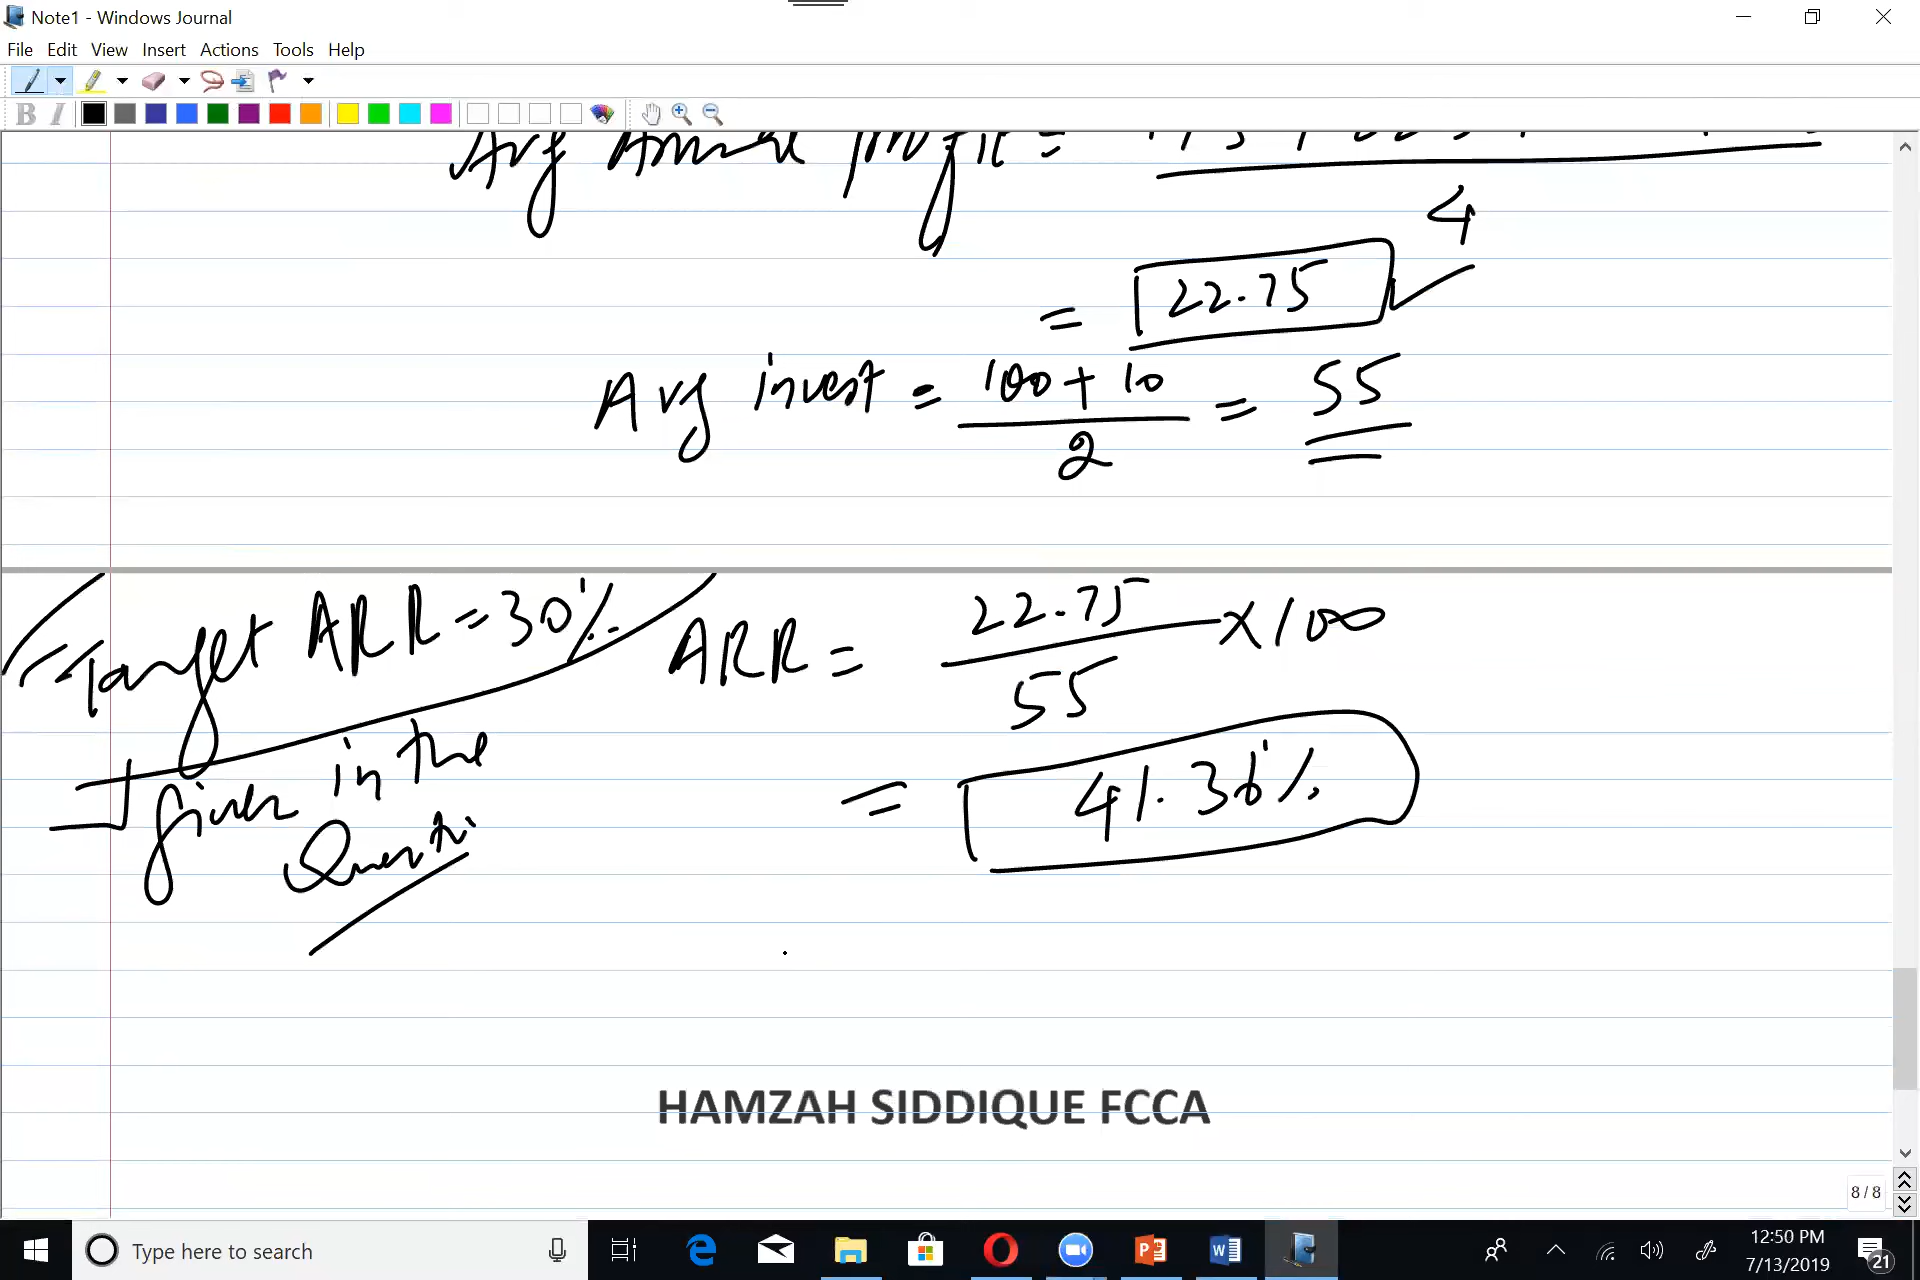 Note1 - Windows Journal
File Edit View Insert Actions Tools Help
B I
Avg Annual profit =
4
= 22.75
Avg invest = 100 + 10 / 2 = 55
Target ARR = 30%
given in the
ARR = 22.75 / 55 × 100
= 41.36%
HAMZAH SIDDIQUE FCCA
8 / 8
Type here to search
12:50 PM
7/13/2019
21